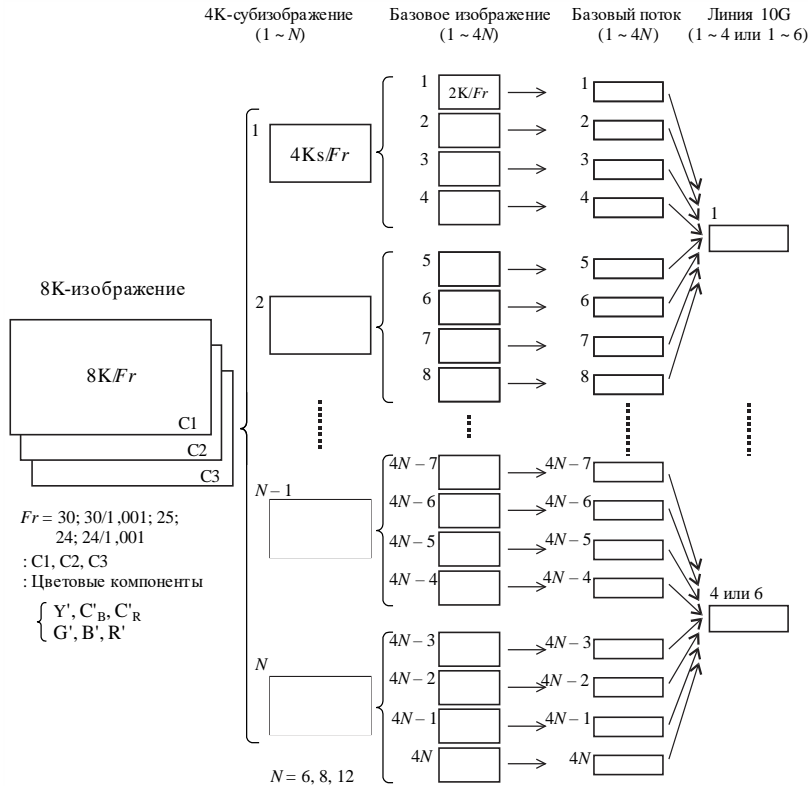 4K-субизображение
(1 ~ N)
Базовое изображение
(1 ~ 4N)
Базовый поток
(1 ~ 4N)
Линия 10G
(1 ~ 4 или 1 ~ 6)
8K-изображение
8K/Fr
C1
C2
C3
Fr = 30; 30/1,001; 25;
24; 24/1,001
: C1, C2, C3
: Цветовые компоненты
Y', C'B, C'R
G', B', R'
1
4Ks/Fr
2
N – 1
N
N = 6, 8, 12
1
2K/Fr
2
3
4
5
6
7
8
4N – 7
4N – 6
4N – 5
4N – 4
4N – 3
4N – 2
4N – 1
4N
1
2
3
4
5
6
7
8
4N – 7
4N – 6
4N – 5
4N – 4
4N – 3
4N – 2
4N – 1
4N
1
4 или 6